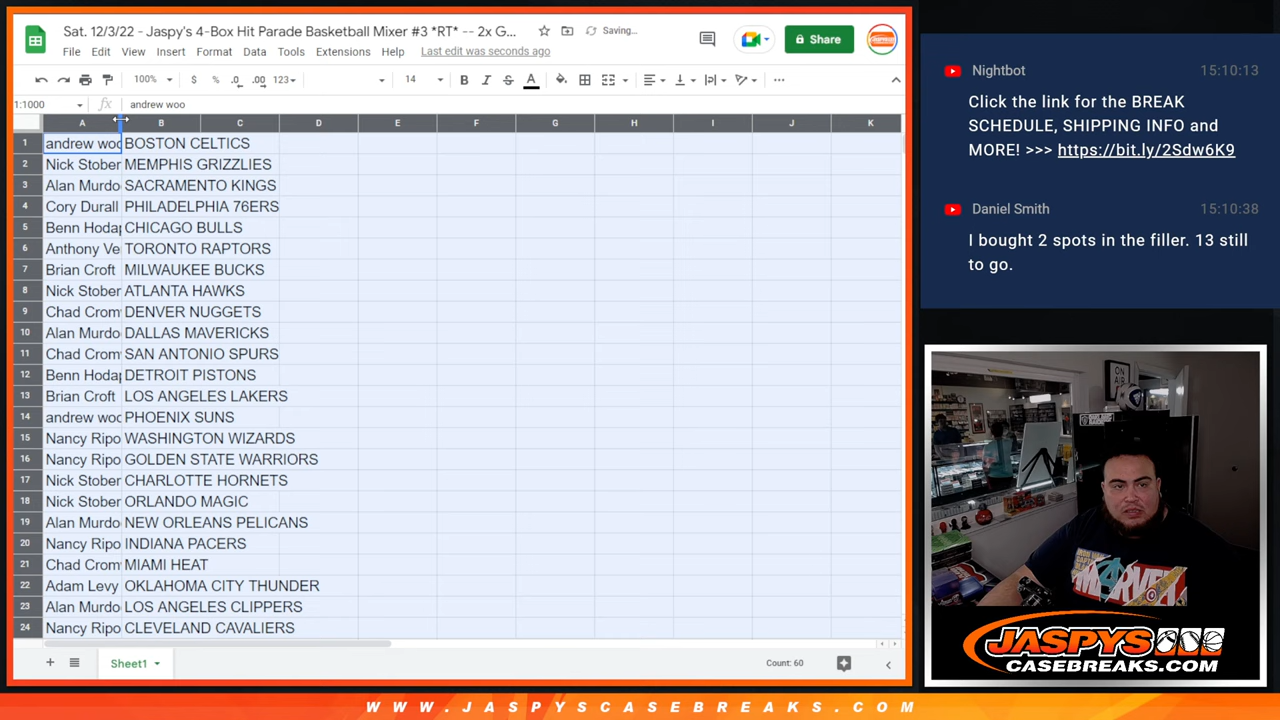 Sat. 12/3/22 - Jaspy's 4-Box Hit Parade Basketball Mixer #3 *RT* -- 2x G... Saving...
File Edit View Insert Format Data Tools Extensions Help Last edit was seconds ago
Share
100% $ % .0 .00 123 14 B I S A
1:1000 fx andrew woo
A B C D E F G H I J K
1 andrew woo BOSTON CELTICS
2 Nick Stober MEMPHIS GRIZZLIES
3 Alan Murdo SACRAMENTO KINGS
4 Cory Durall PHILADELPHIA 76ERS
5 Benn Hodap CHICAGO BULLS
6 Anthony Ve TORONTO RAPTORS
7 Brian Croft MILWAUKEE BUCKS
8 Nick Stober ATLANTA HAWKS
9 Chad Crom DENVER NUGGETS
10 Alan Murdo DALLAS MAVERICKS
11 Chad Crom SAN ANTONIO SPURS
12 Benn Hodap DETROIT PISTONS
13 Brian Croft LOS ANGELES LAKERS
14 andrew woo PHOENIX SUNS
15 Nancy Ripo WASHINGTON WIZARDS
16 Nancy Ripo GOLDEN STATE WARRIORS
17 Nick Stober CHARLOTTE HORNETS
18 Nick Stober ORLANDO MAGIC
19 Alan Murdo NEW ORLEANS PELICANS
20 Nancy Ripo INDIANA PACERS
21 Chad Crom MIAMI HEAT
22 Adam Levy OKLAHOMA CITY THUNDER
23 Alan Murdo LOS ANGELES CLIPPERS
24 Nancy Ripo CLEVELAND CAVALIERS
Sheet1
Count: 60
Nightbot 15:10:13
Click the link for the BREAK
SCHEDULE, SHIPPING INFO and
MORE! >>> https://bit.ly/2Sdw6K9
Daniel Smith 15:10:38
I bought 2 spots in the filler. 13 still
to go.
ON AIR
MARVEL
JASPYS
CASEBREAKS.COM
WWW.JASPYSCASEBREAKS.COM